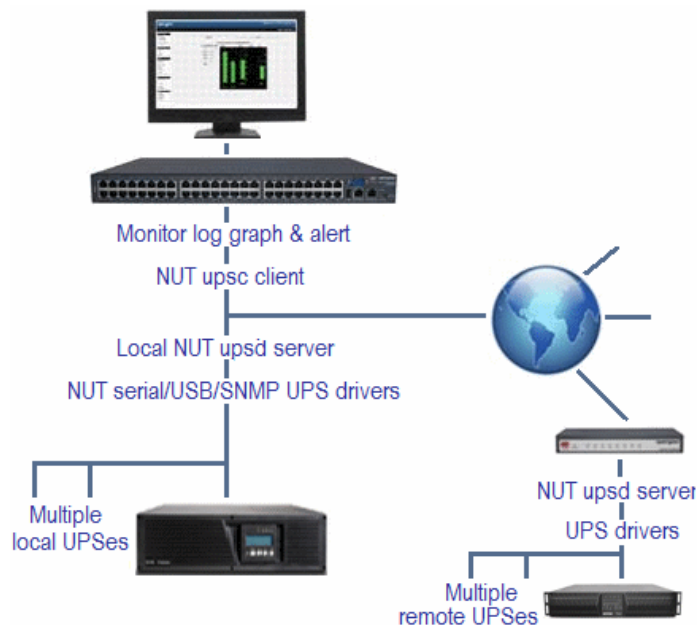 Monitor log graph & alert
NUT upsc client
Local NUT upsd server
NUT serial/USB/SNMP UPS drivers
Multiple
local UPSes
NUT upsd server
UPS drivers
Multiple
remote UPSes